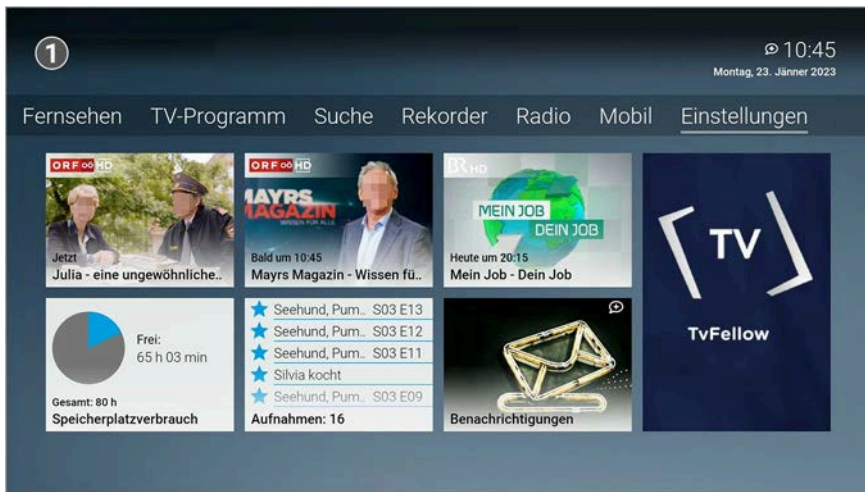 1
10:45
Montag, 23. Jänner 2023
Fernsehen TV-Programm Suche Rekorder Radio Mobil Einstellungen
ORF oö HD
Jetzt
Julia - eine ungewöhnliche..
ORF oö HD
MAYRS
MAGAZIN
WISSEN FÜR ALLE
Bald um 10:45
Mayrs Magazin - Wissen fü..
BR HD
MEIN JOB
DEIN JOB
Heute um 20:15
Mein Job - Dein Job
TV
TvFellow
Frei:
65 h 03 min
Gesamt: 80 h
Speicherplatzverbrauch
Seehund, Pum.. S03 E13
Seehund, Pum.. S03 E12
Seehund, Pum.. S03 E11
Silvia kocht
Seehund, Pum.. S03 E09
Aufnahmen: 16
Benachrichtigungen